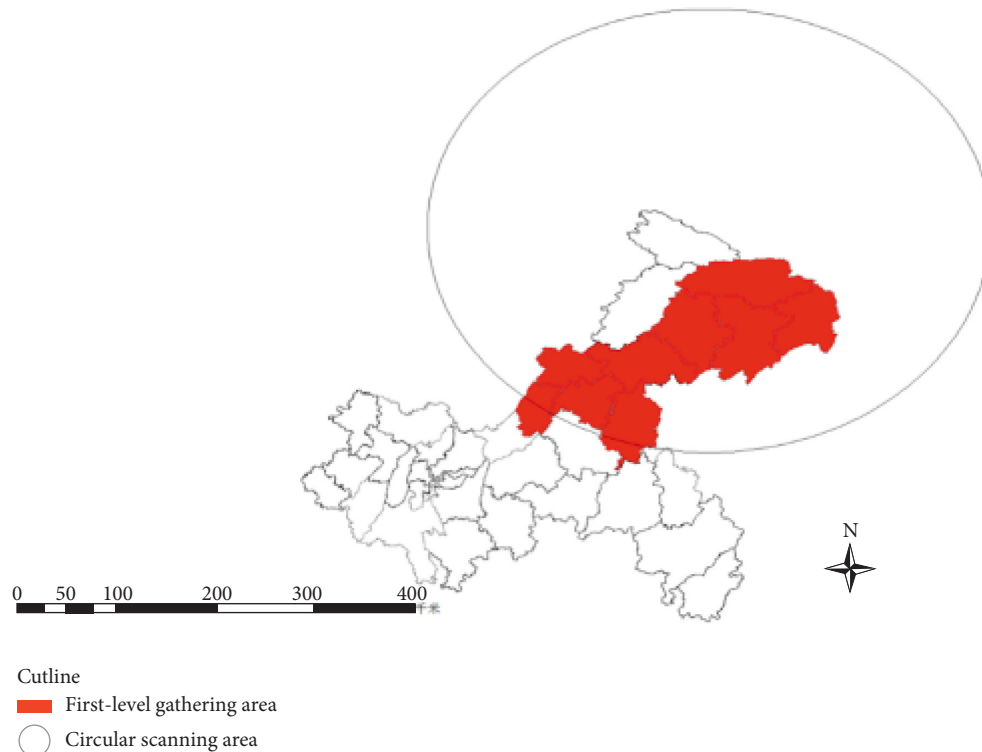 N
0 50 100 200 300 400 千米
Cutline
First-level gathering area
Circular scanning area